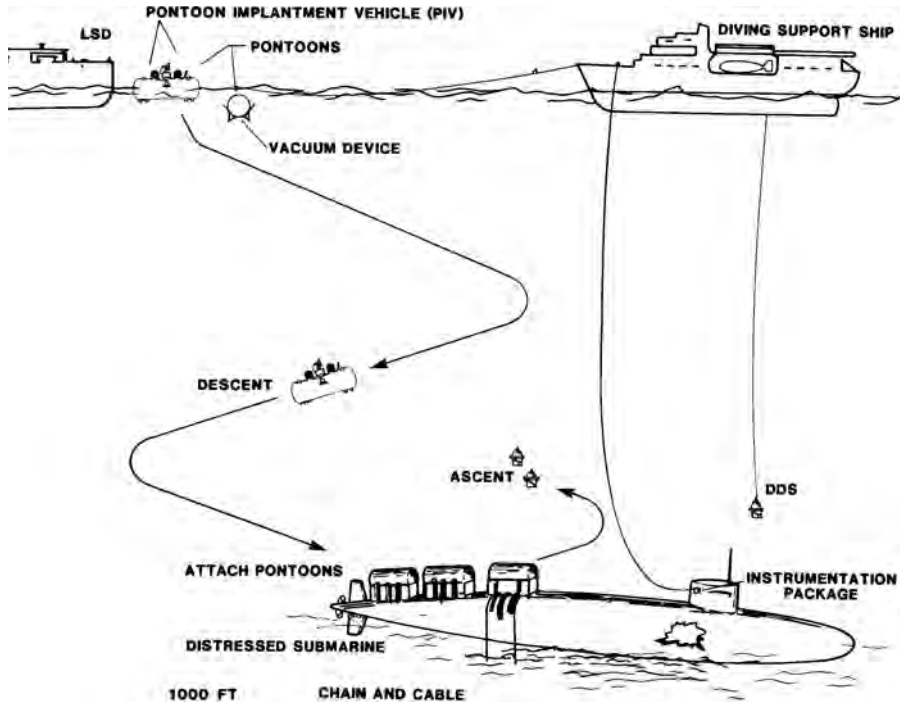 PONTOON IMPLANTMENT VEHICLE (PIV)
LSD
PONTOONS
DIVING SUPPORT SHIP
VACUUM DEVICE
DESCENT
ASCENT
DDS
ATTACH PONTOONS
INSTRUMENTATION
PACKAGE
DISTRESSED SUBMARINE
1000 FT
CHAIN AND CABLE